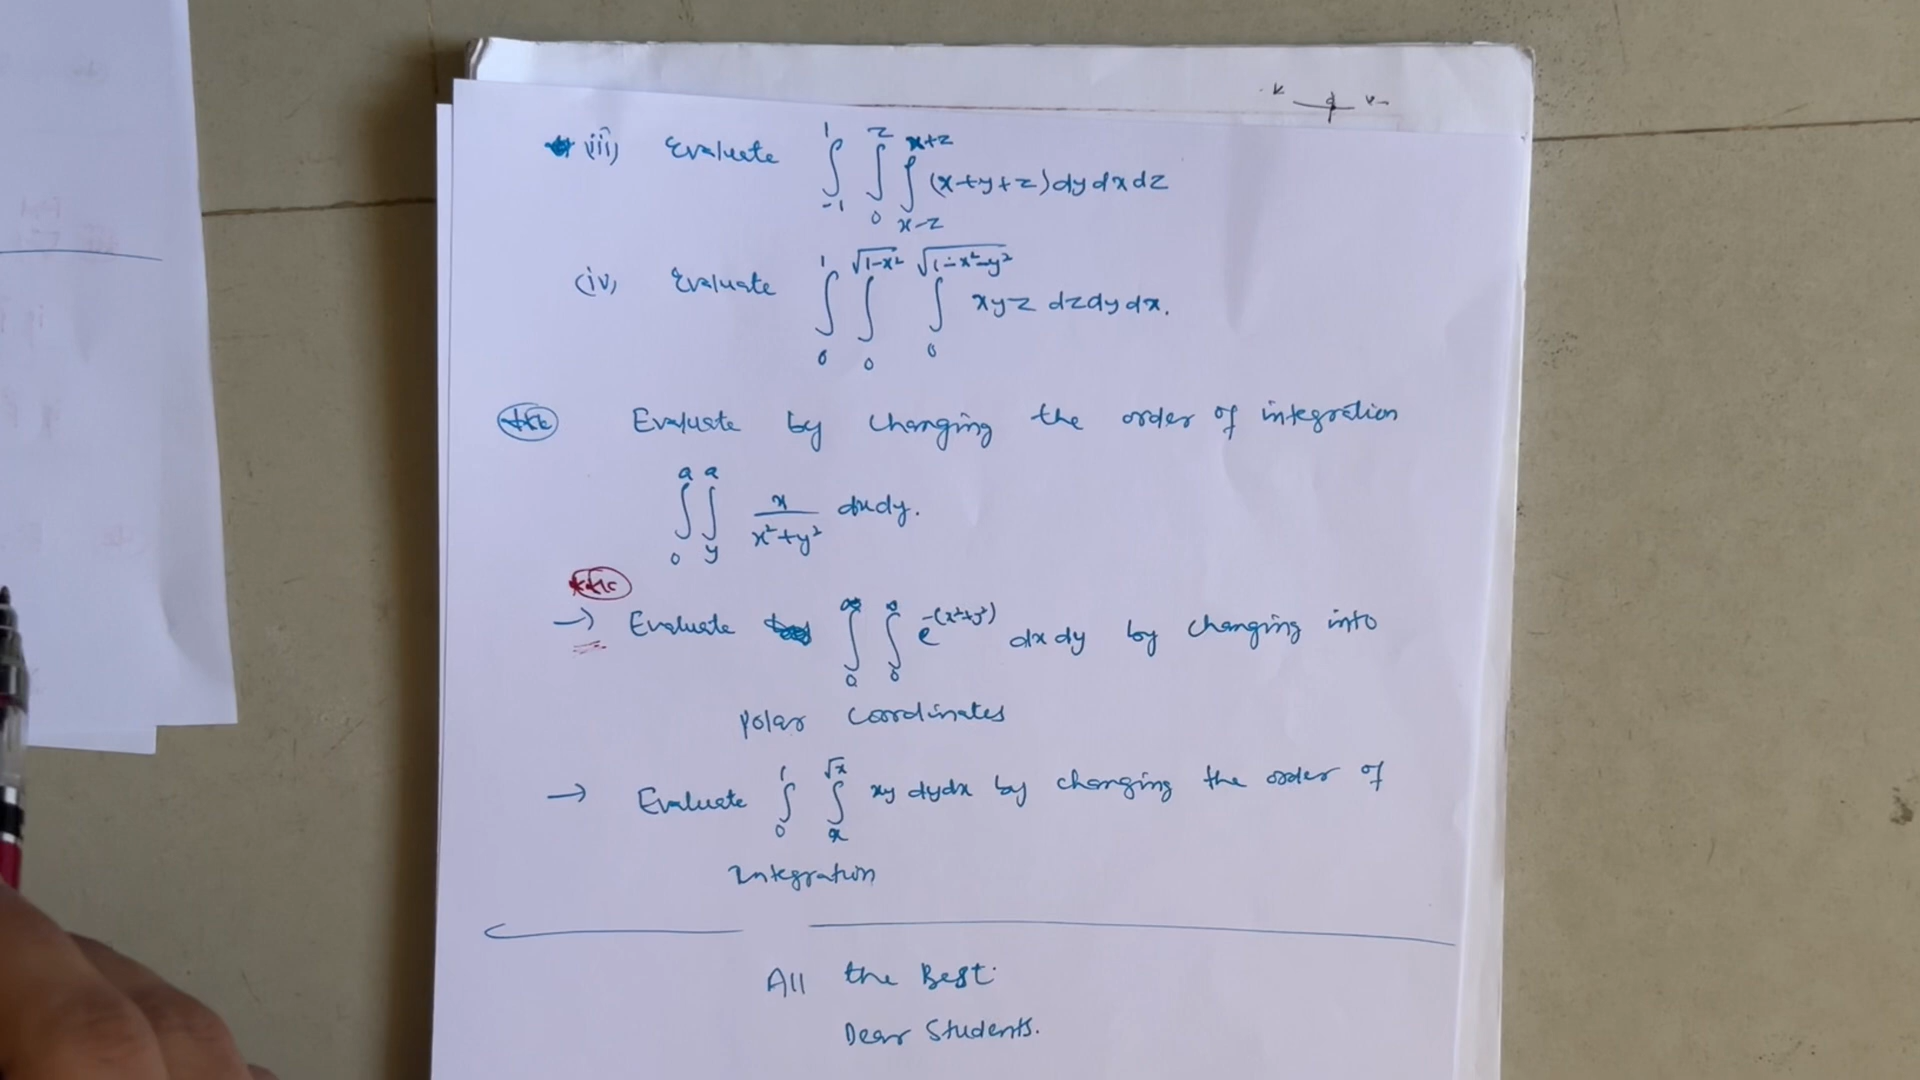 (iii) Evaluate ∫_{-1}^{1} ∫_{0}^{z} ∫_{x-z}^{x+z} (x+y+z) dy dx dz
(iv) Evaluate ∫_{0}^{1} ∫_{0}^{√(1-x²)} ∫_{0}^{√(1-x²-y²)} xyz dz dy dx.
Evaluate by changing the order of integration
∫_{0}^{a} ∫_{y}^{a} x/(x²+y²) dx dy.
→ Evaluate ∫_{0}^{∞} ∫_{0}^{∞} e^{-(x²+y²)} dx dy by changing into
polar coordinates
→ Evaluate ∫_{0}^{1} ∫_{x}^{√x} xy dy dx by changing the order of
Integration
All the Best.
Dear Students.